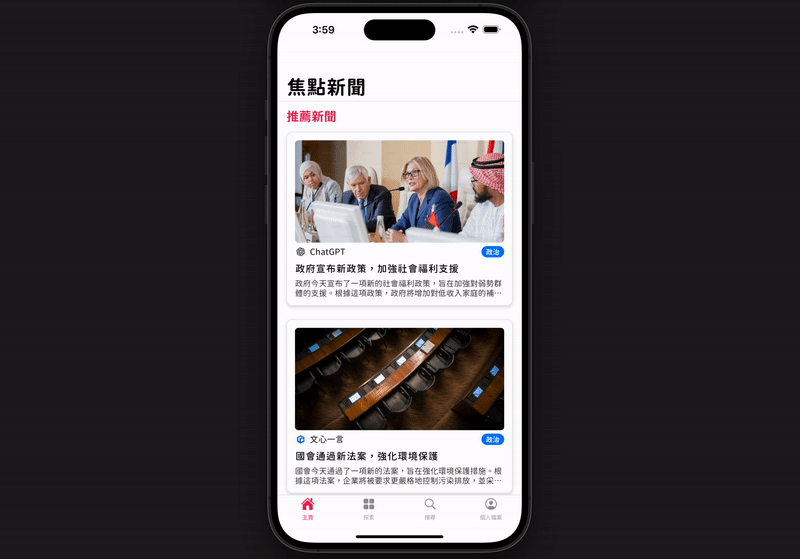 3:59
焦點新聞
推薦新聞
ChatGPT
政治
政府宣布新政策，加強社會福利支援
政府今天宣布了一項新的社會福利政策，旨在加強對弱勢群
體的支援。根據這項政策，政府將增加對低收入家庭的補…
文心一言
政治
國會通過新法案，強化環境保護
國會今天通過了一項新的法案，旨在強化環境保護措施。根
據這項法案，企業將被要求更嚴格地控制污染排放，並采…
主頁
探索
搜尋
個人檔案